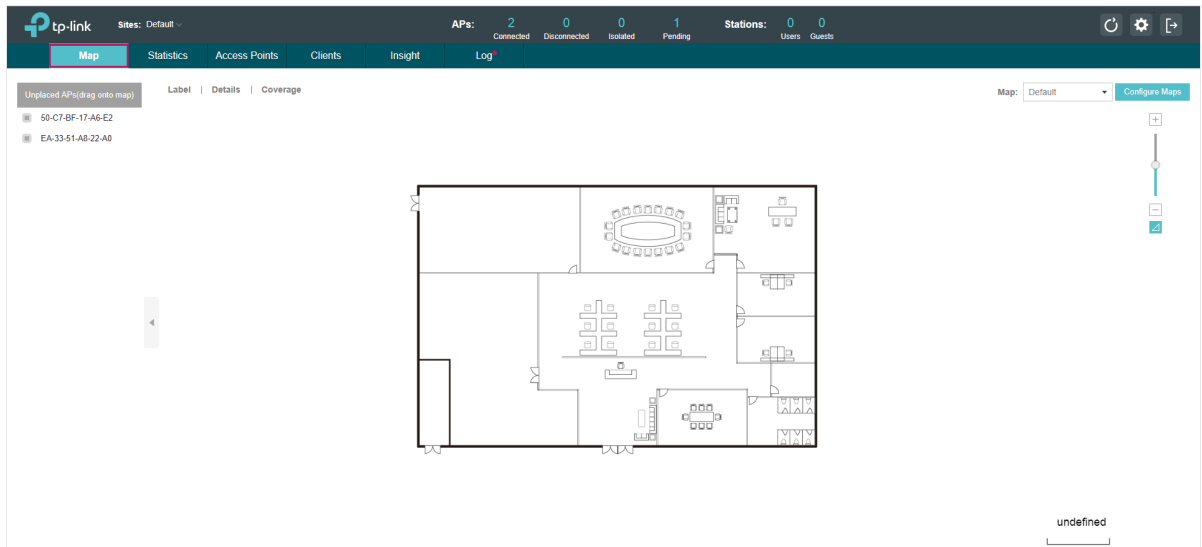 tp-link Sites: Default APs: 2 0 0 1 Stations: 0 0
Connected Disconnected Isolated Pending Users Guests
Map Statistics Access Points Clients Insight Log
Unplaced APs(drag onto map) Label | Details | Coverage Map: Default Configure Maps
50-C7-BF-17-A6-E2
EA-33-51-A8-22-A0
undefined